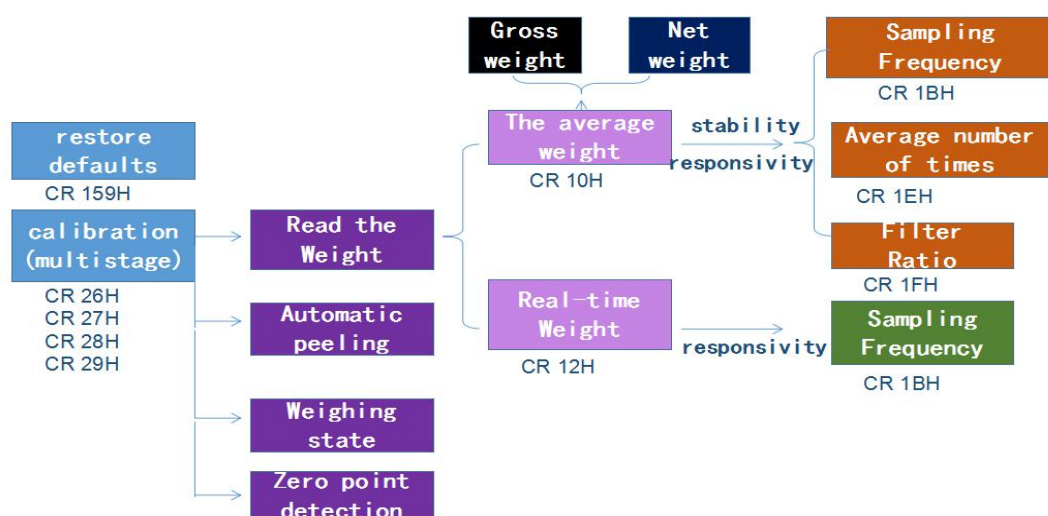 Gross
weight
Net
weight
Sampling
Frequency
CR 1BH
restore
defaults
CR 159H
The average
weight
CR 10H
stability
responsivity
Average number
of times
CR 1EH
calibration
(multistage)
CR 26H
CR 27H
CR 28H
CR 29H
Read the
Weight
Filter
Ratio
CR 1FH
Automatic
peeling
Real-time
Weight
CR 12H
responsivity
Sampling
Frequency
CR 1BH
Weighing
state
Zero point
detection